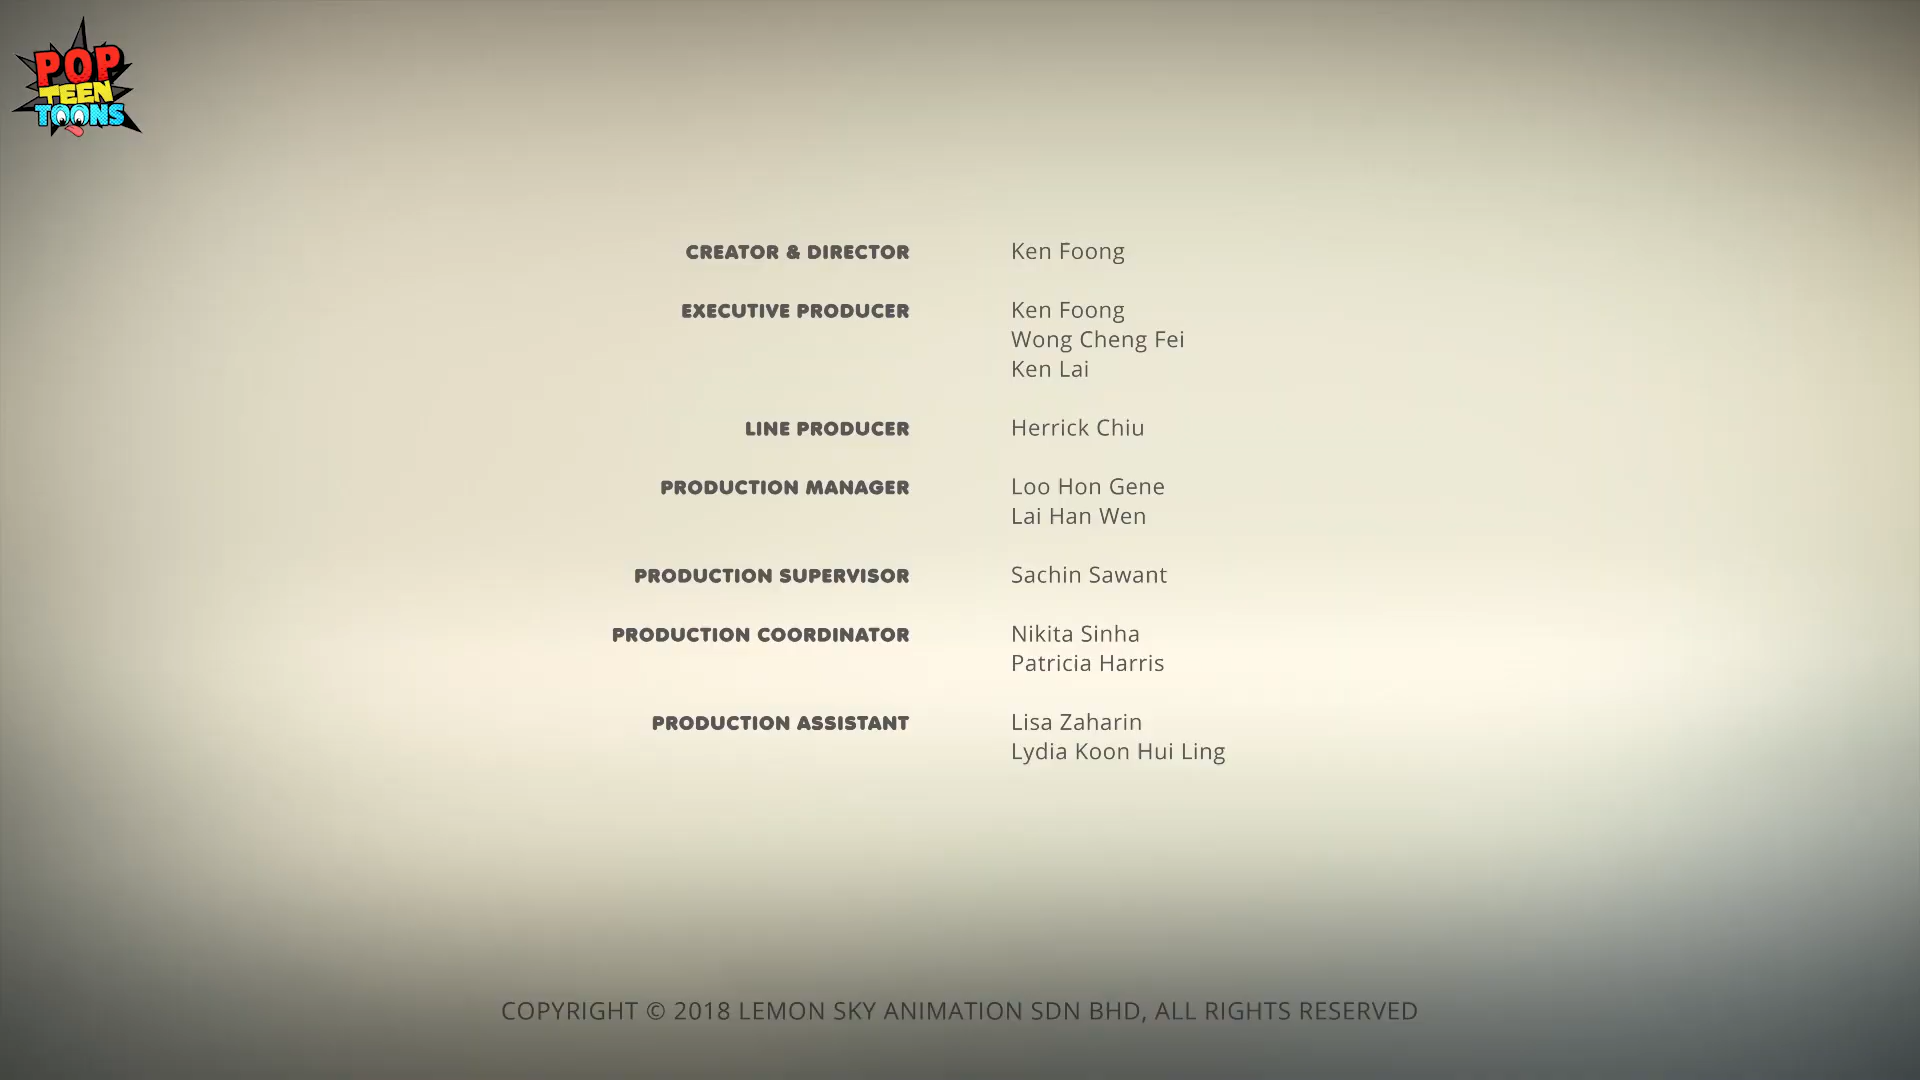 POP
TEEN
TOONS
CREATOR & DIRECTOR Ken Foong
EXECUTIVE PRODUCER Ken Foong
Wong Cheng Fei
Ken Lai
LINE PRODUCER Herrick Chiu
PRODUCTION MANAGER Loo Hon Gene
Lai Han Wen
PRODUCTION SUPERVISOR Sachin Sawant
PRODUCTION COORDINATOR Nikita Sinha
Patricia Harris
PRODUCTION ASSISTANT Lisa Zaharin
Lydia Koon Hui Ling
COPYRIGHT © 2018 LEMON SKY ANIMATION SDN BHD, ALL RIGHTS RESERVED